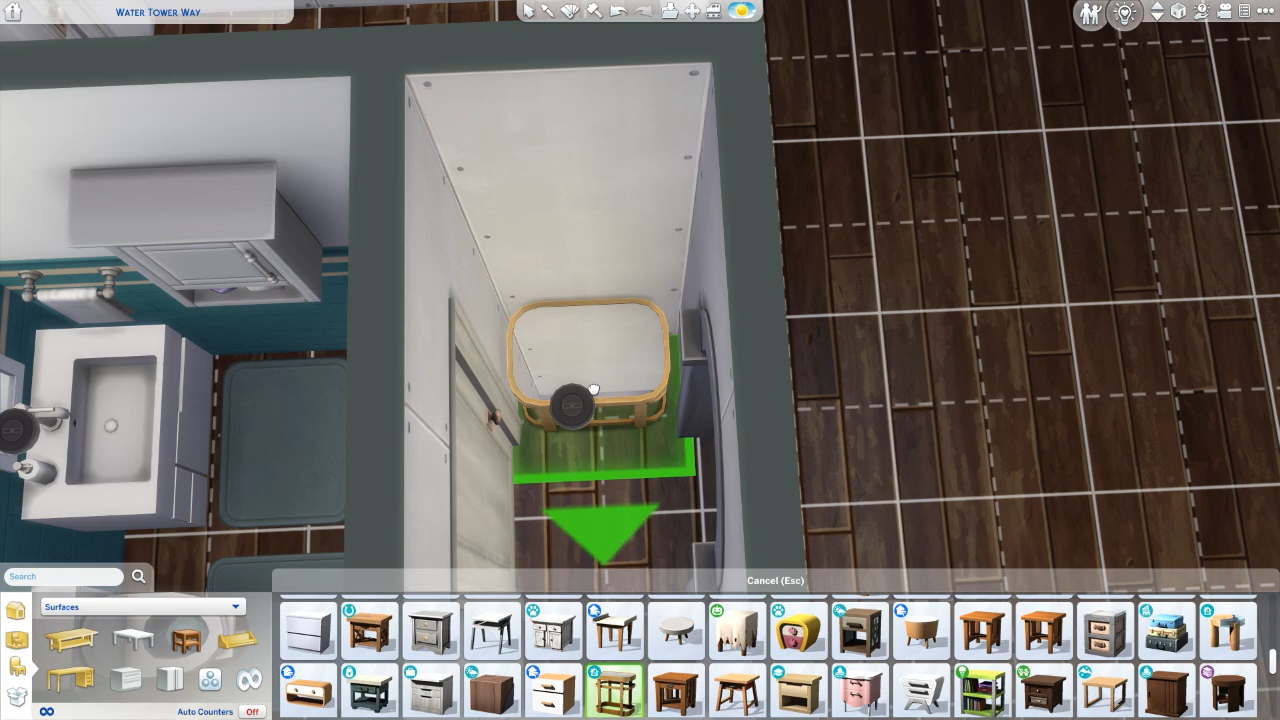 Water Tower Way
Cancel (Esc)
Search
Surfaces
Auto Counters
Off